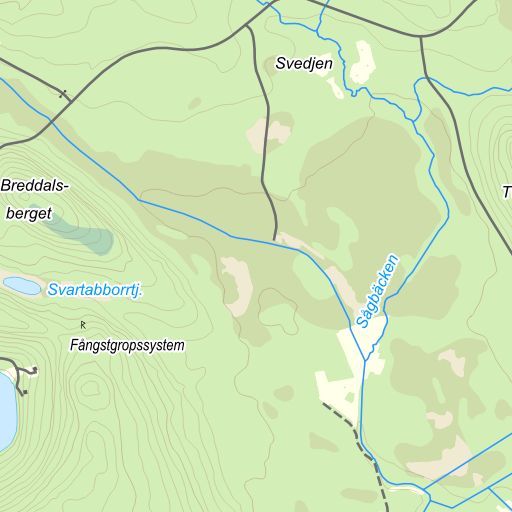 Svedjen
Breddals-
berget
T
Sågbäcken
Svartabborrtj.
Fångstgropssystem
R